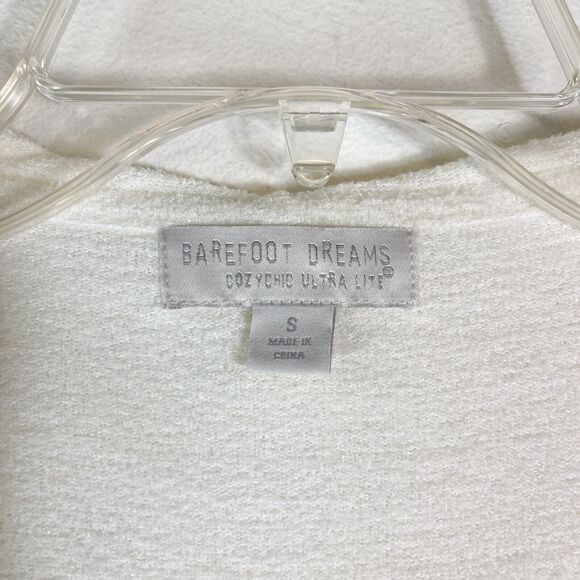 BAREFOOT DREAMS
COZYCHIC ULTRA LITE®
S
MADE IN
CHINA